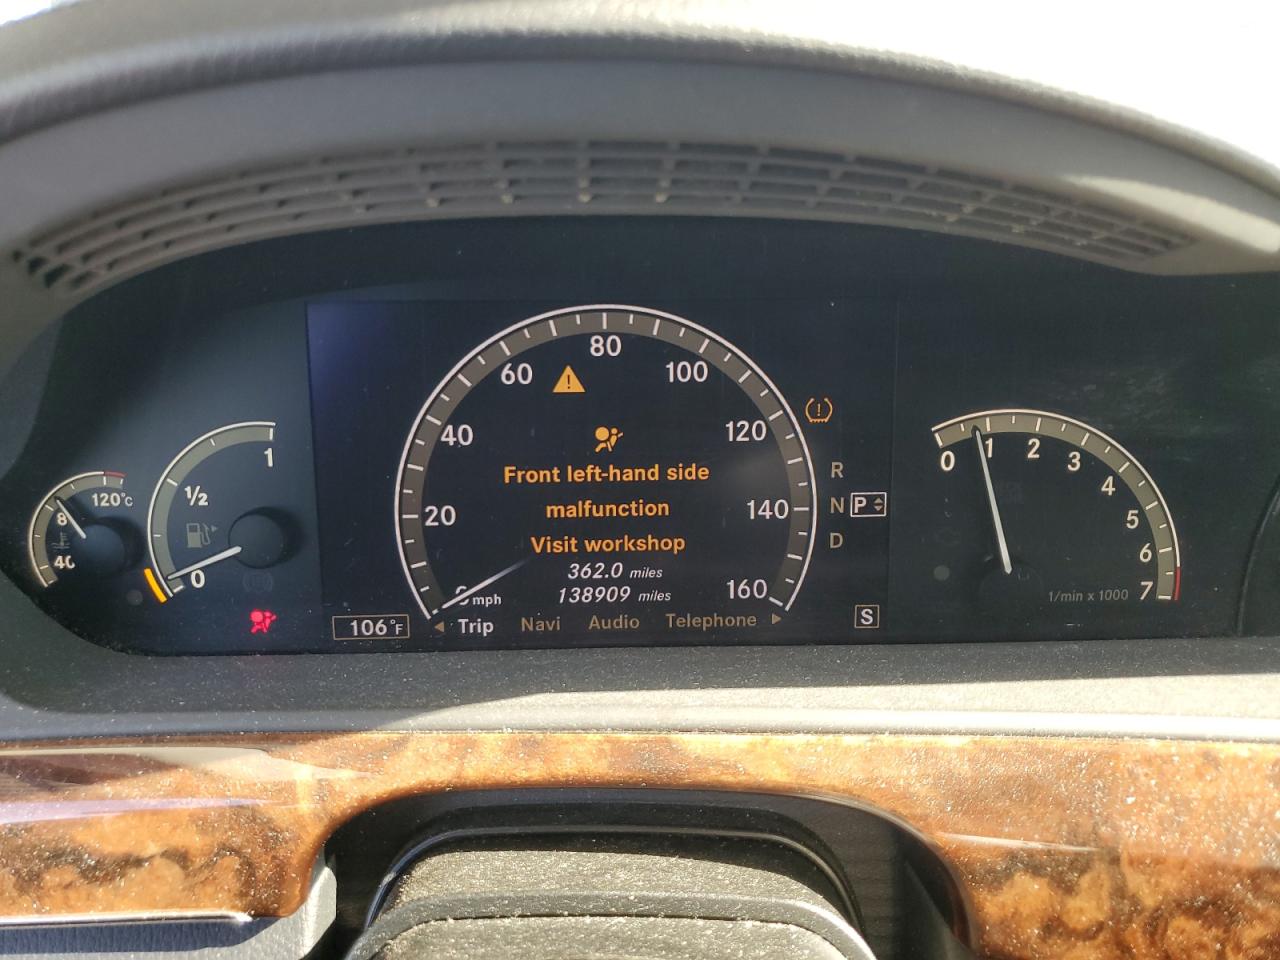 80
60
100
40
120
20
140
160
mph
Front left-hand side
malfunction
Visit workshop
362.0 miles
138909 miles
Trip Navi Audio Telephone
106°F
R
N P
D
S
1
1/2
0
120°C
40
0 1 2 3 4 5 6 7
1/min x 1000